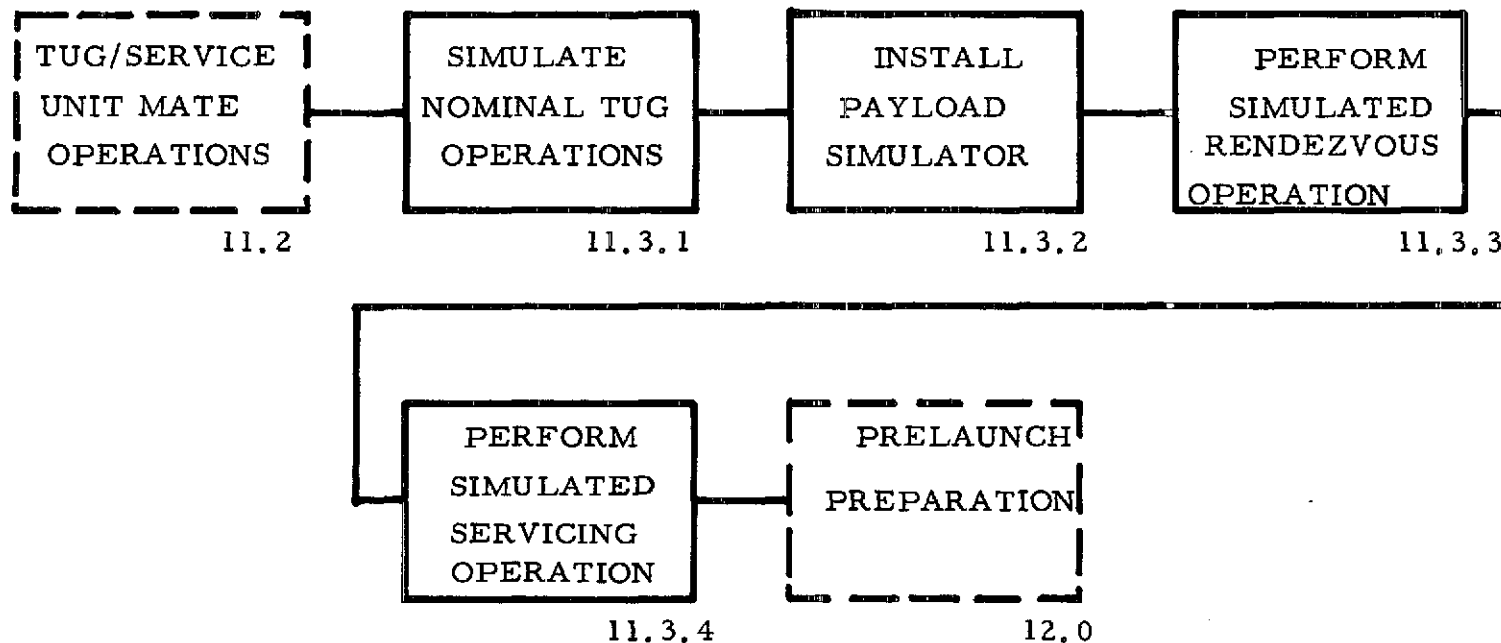 TUG/SERVICE
UNIT MATE
OPERATIONS
11.2
SIMULATE
NOMINAL TUG
OPERATIONS
11.3.1
INSTALL
PAYLOAD
SIMULATOR
11.3.2
PERFORM
SIMULATED
RENDEZVOUS
OPERATION
11.3.3
PERFORM
SIMULATED
SERVICING
OPERATION
11.3.4
PRELAUNCH
PREPARATION
12.0